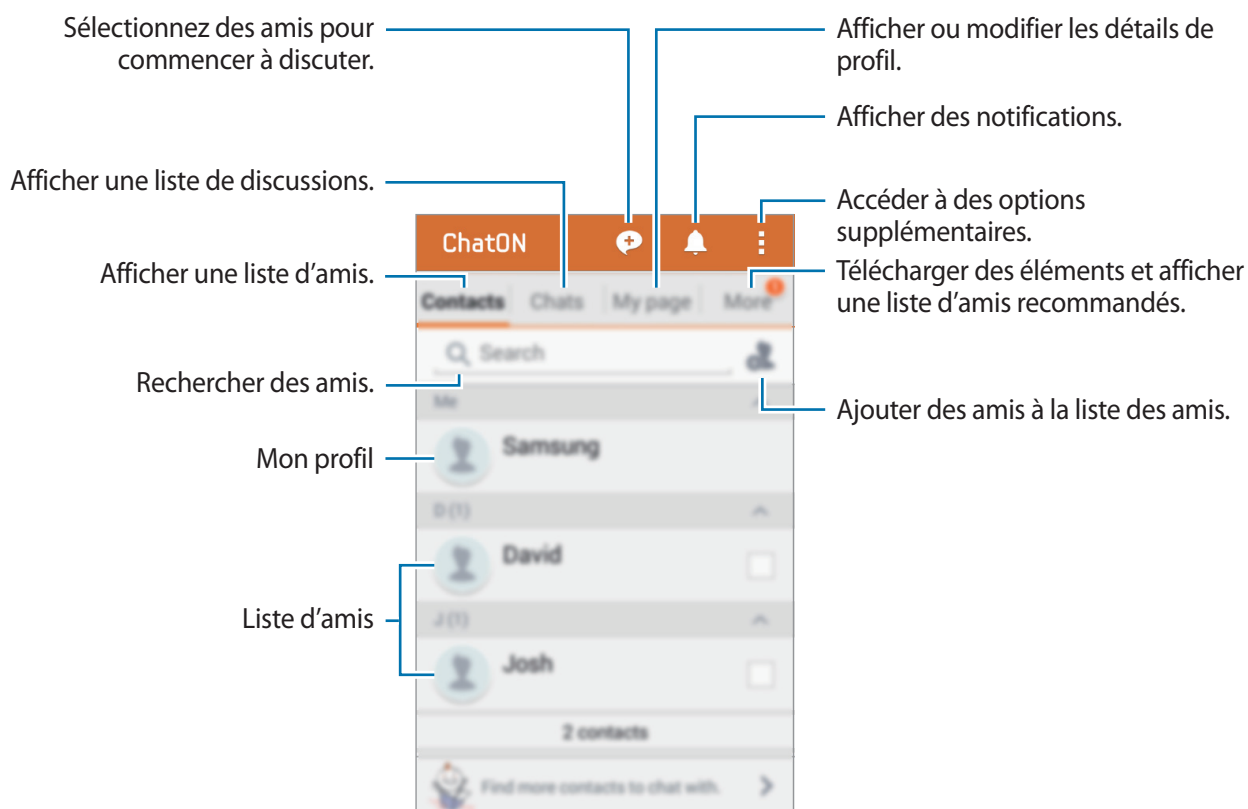 Sélectionnez des amis pour
commencer à discuter.
Afficher ou modifier les détails de
profil.
Afficher des notifications.
Afficher une liste de discussions.
Accéder à des options
supplémentaires.
Afficher une liste d’amis.
Télécharger des éléments et afficher
une liste d’amis recommandés.
Rechercher des amis.
Ajouter des amis à la liste des amis.
Mon profil
Liste d’amis
ChatON
Contacts Chats My page More 1
Search
Me
Samsung
D (1)
David
J (1)
Josh
2 contacts
Find more contacts to chat with.